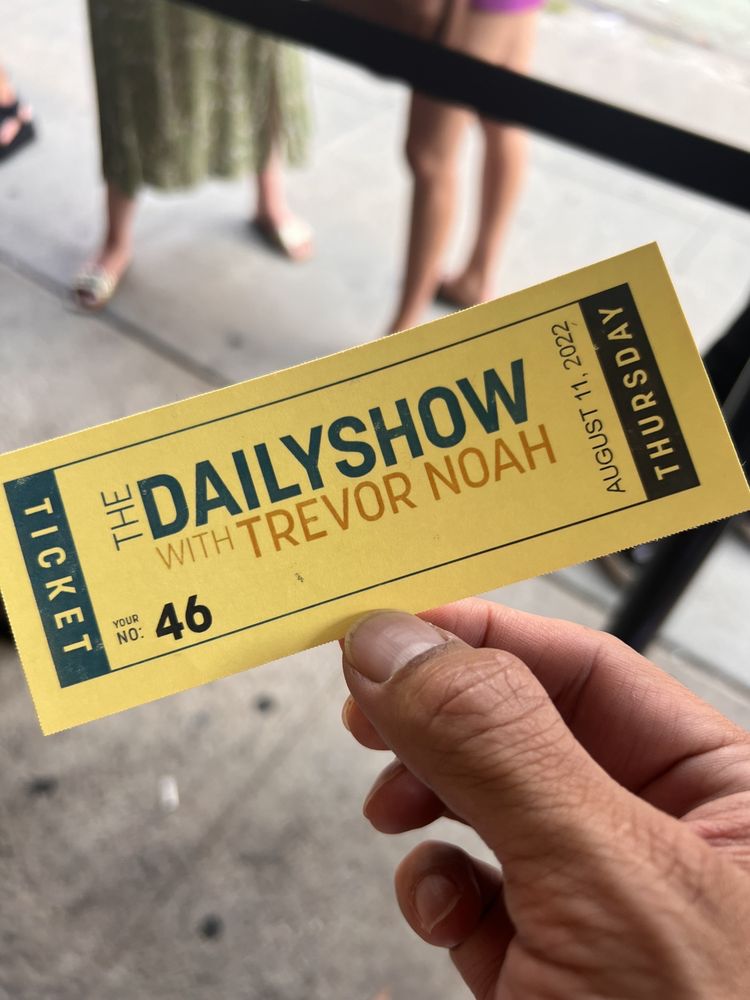 TICKET
THE DAILYSHOW
WITH TREVOR NOAH
YOUR NO: 46
AUGUST 11, 2022
THURSDAY